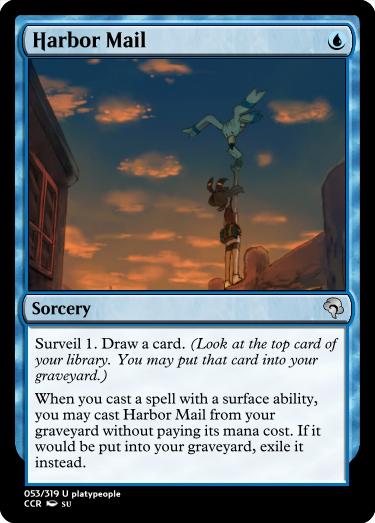 Harbor Mail
Sorcery
Surveil 1. Draw a card. (Look at the top card of
your library. You may put that card into your
graveyard.)
When you cast a spell with a surface ability,
you may cast Harbor Mail from your
graveyard without paying its mana cost. If it
would be put into your graveyard, exile it
instead.
053/319 U platypeople
CCR SU